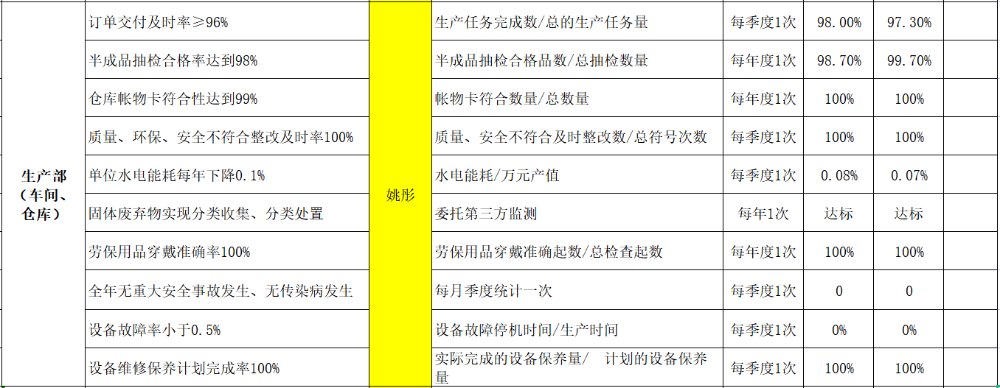 订单交付及时率≥96% 生产任务完成数/总的生产任务量 每季度1次 98.00% 97.30%
半成品抽检合格率达到98% 半成品抽检合格品数/总抽检数量 每年度1次 98.70% 99.70%
仓库帐物卡符合性达到99% 帐物卡符合数量/总数量 每年度1次 100% 100%
质量、环保、安全不符合整改及时率100% 质量、安全不符合及时整改数/总符号次数 每季度1次 100% 100%
生产部
(车间、
仓库)
单位水电能耗每年下降0.1% 水电能耗/万元产值 每季度1次 0.08% 0.07%
姚彤
固体废弃物实现分类收集、分类处置 委托第三方监测 每年1次 达标 达标
劳保用品穿戴准确率100% 劳保用品穿戴准确起数/总检查起数 每年度1次 100% 100%
全年无重大安全事故发生、无传染病发生 每月季度统计一次 每季度1次 0 0
设备故障率小于0.5% 设备故障停机时间/生产时间 每季度1次 0% 0%
设备维修保养计划完成率100% 实际完成的设备保养量/ 计划的设备保养
量 每季度1次 100% 100%